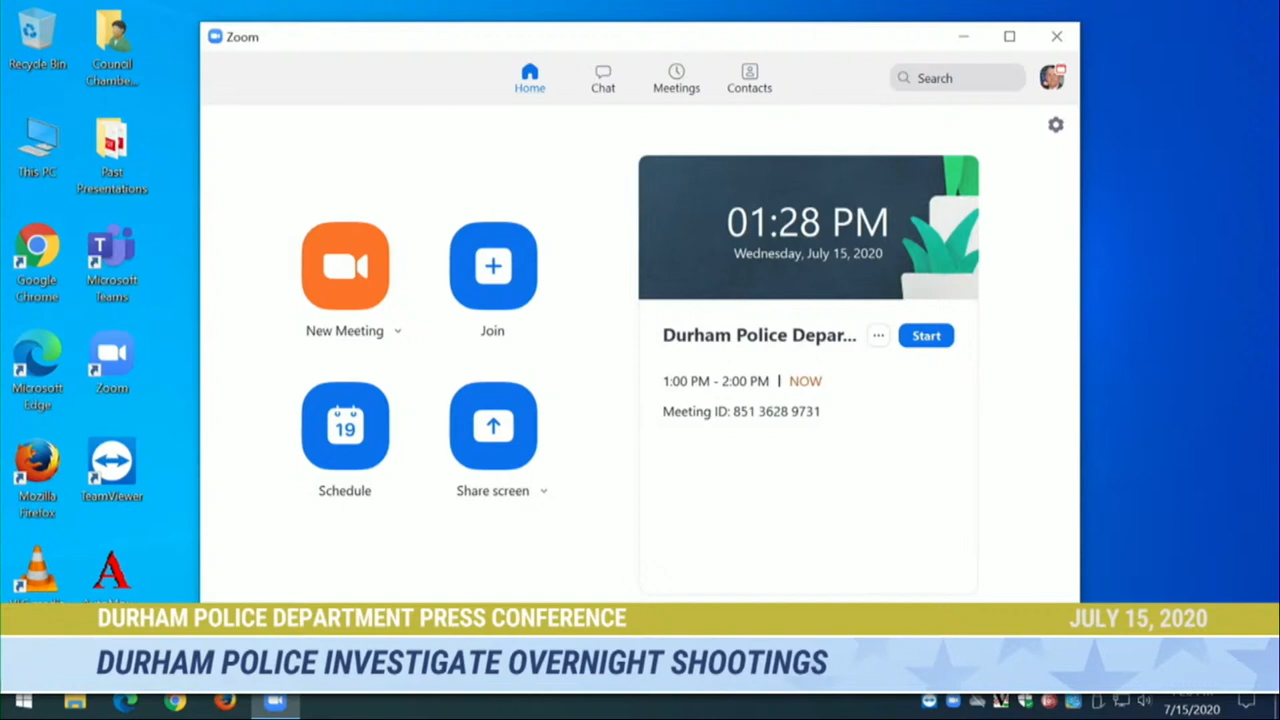 Recycle Bin
Council
Chambe...
This PC
Past
Presentations
Google
Chrome
Microsoft
Teams
Microsoft
Edge
Zoom
Mozilla
Firefox
TeamViewer
Zoom
Home
Chat
Meetings
Contacts
Search
New Meeting
Join
19
Schedule
Share screen
01:28 PM
Wednesday, July 15, 2020
Durham Police Depar...
...
Start
1:00 PM - 2:00 PM | NOW
Meeting ID: 851 3628 9731
DURHAM POLICE DEPARTMENT PRESS CONFERENCE
JULY 15, 2020
DURHAM POLICE INVESTIGATE OVERNIGHT SHOOTINGS
7/15/2020